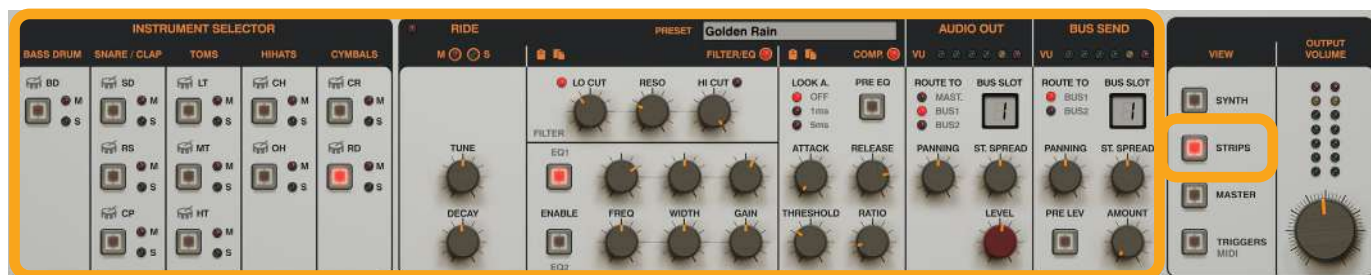 INSTRUMENT SELECTOR
BASS DRUM SNARE / CLAP TOMS HIHATS CYMBALS
BD SD LT CH CR
M M M M M
S S S S S
RS MT OH RD
M M M M
S S S S
CP HT
M M
S S
RIDE
M S
TUNE
DECAY
PRESET Golden Rain
FILTER/EQ COMP.
LO CUT RESO HI CUT
FILTER
EQ1
ENABLE FREQ WIDTH GAIN
EQ2
LOOK A. PRE EQ
OFF
1ms
5ms
ATTACK RELEASE
THRESHOLD RATIO
AUDIO OUT
VU
ROUTE TO BUS SLOT
MAST.
BUS1 1
BUS2
PANNING ST. SPREAD
LEVEL
BUS SEND
VU
ROUTE TO BUS SLOT
BUS1
BUS2 1
PANNING ST. SPREAD
PRE LEV AMOUNT
VIEW
SYNTH
STRIPS
MASTER
TRIGGERS
MIDI
OUTPUT
VOLUME